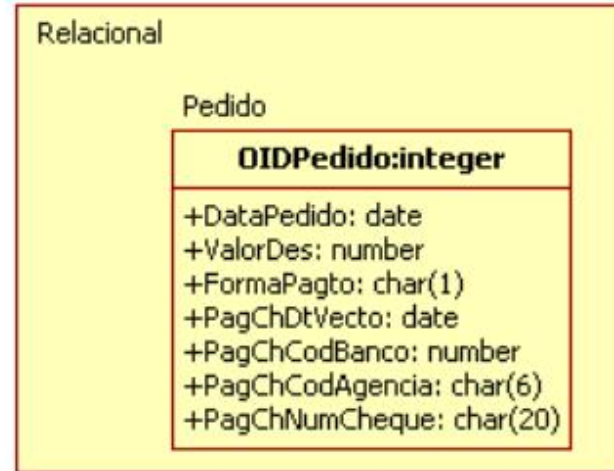 Relacional
Pedido
OIDPedido:integer
+DataPedido: date
+ValorDes: number
+FormaPagto: char(1)
+PagChDtVecto: date
+PagChCodBanco: number
+PagChCodAgencia: char(6)
+PagChNumCheque: char(20)